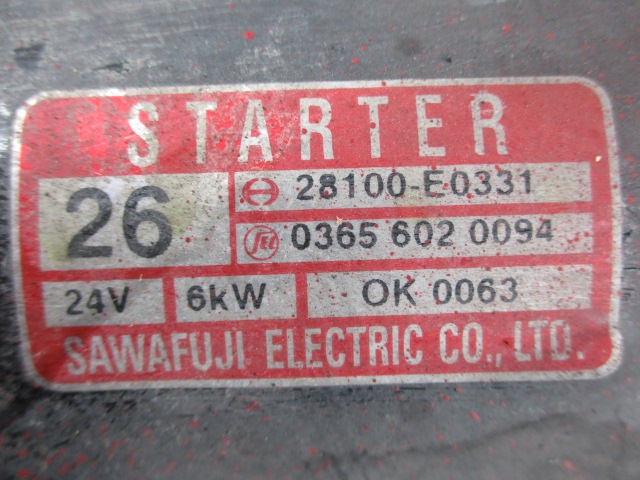 STARTER
26
28100-E0331
0365 602 0094
24V 6kW OK 0063
SAWAFUJI ELECTRIC CO., LTD.